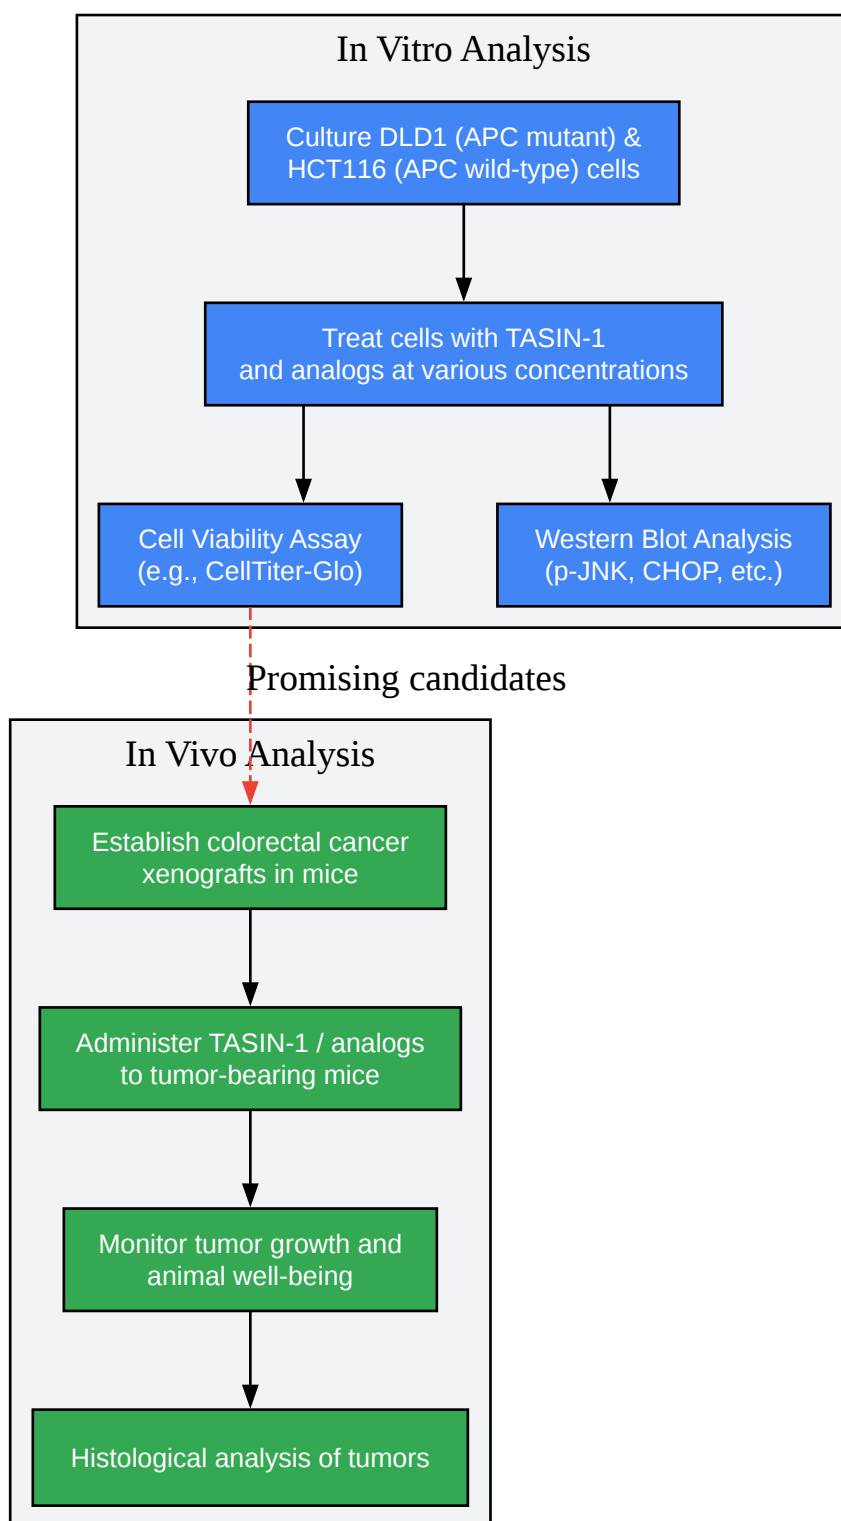 In Vitro Analysis
Culture DLD1 (APC mutant) &
HCT116 (APC wild-type) cells
Treat cells with TASIN-1
and analogs at various concentrations
Cell Viability Assay
(e.g., CellTiter-Glo)
Western Blot Analysis
(p-JNK, CHOP, etc.)
Promising candidates
In Vivo Analysis
Establish colorectal cancer
xenografts in mice
Administer TASIN-1 / analogs
to tumor-bearing mice
Monitor tumor growth and
animal well-being
Histological analysis of tumors